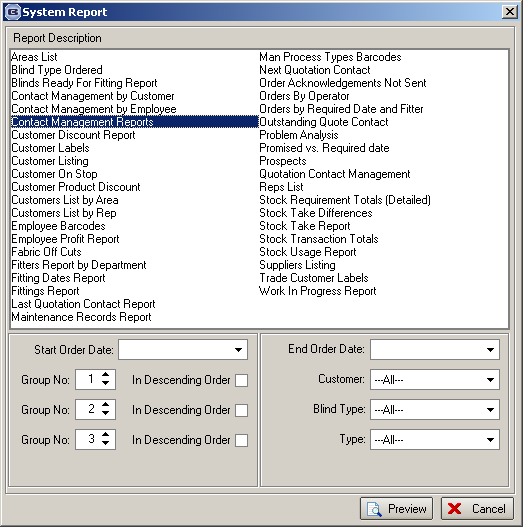 System Report
Report Description
Areas List
Blind Type Ordered
Blinds Ready For Fitting Report
Contact Management by Customer
Contact Management by Employee
Contact Management Reports
Customer Discount Report
Customer Labels
Customer Listing
Customer On Stop
Customer Product Discount
Customers List by Area
Customers List by Rep
Employee Barcodes
Employee Profit Report
Fabric Off Cuts
Fitters Report by Department
Fitting Dates Report
Fittings Report
Last Quotation Contact Report
Maintenance Records Report
Man Process Types Barcodes
Next Quotation Contact
Order Acknowledgements Not Sent
Orders By Operator
Orders by Required Date and Fitter
Outstanding Quote Contact
Problem Analysis
Promised vs. Required date
Prospects
Quotation Contact Management
Reps List
Stock Requirement Totals (Detailed)
Stock Take Differences
Stock Take Report
Stock Transaction Totals
Stock Usage Report
Suppliers Listing
Trade Customer Labels
Work In Progress Report
Start Order Date:
Group No: 1 In Descending Order
Group No: 2 In Descending Order
Group No: 3 In Descending Order
End Order Date:
Customer: ---All---
Blind Type: ---All---
Type: ---All---
Preview Cancel